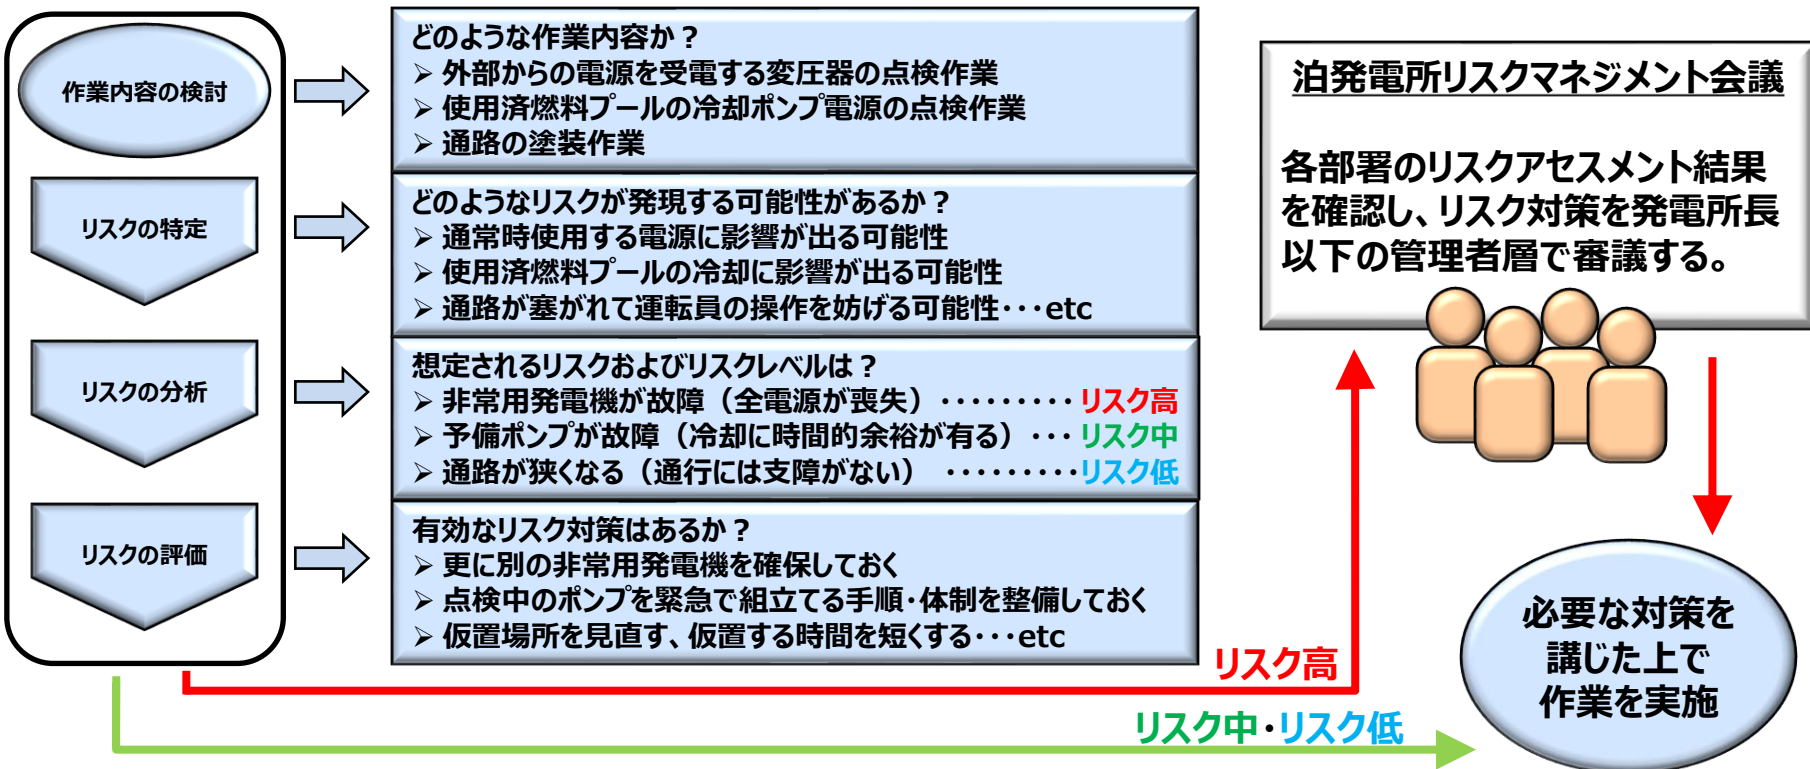 作業内容の検討
どのような作業内容か？
➢ 外部からの電源を受電する変圧器の点検作業
➢ 使用済燃料プールの冷却ポンプ電源の点検作業
➢ 通路の塗装作業
リスクの特定
どのようなリスクが発現する可能性があるか？
➢ 通常時使用する電源に影響が出る可能性
➢ 使用済燃料プールの冷却に影響が出る可能性
➢ 通路が塞がれて運転員の操作を妨げる可能性・・・etc
リスクの分析
想定されるリスクおよびリスクレベルは？
➢ 非常用発電機が故障（全電源が喪失）・・・・・・・・・リスク高
➢ 予備ポンプが故障（冷却に時間的余裕が有る）・・・リスク中
➢ 通路が狭くなる（通行には支障がない）・・・・・・・・・リスク低
リスクの評価
有効なリスク対策はあるか？
➢ 更に別の非常用発電機を確保しておく
➢ 点検中のポンプを緊急で組立てる手順・体制を整備しておく
➢ 仮置場所を見直す、仮置する時間を短くする・・・etc
泊発電所リスクマネジメント会議
各部署のリスクアセスメント結果
を確認し、リスク対策を発電所長
以下の管理者層で審議する。
リスク高
リスク中・リスク低
必要な対策を
講じた上で
作業を実施